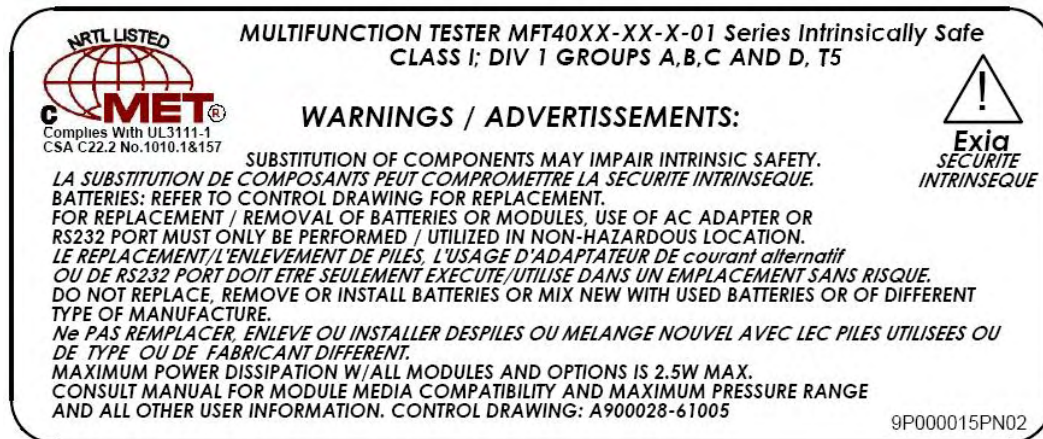 NRTL LISTED
C MET®
Complies With UL3111-1
CSA C22.2 No.1010.1&157
MULTIFUNCTION TESTER MFT40XX-XX-X-01 Series Intrinsically Safe
CLASS I; DIV 1 GROUPS A,B,C AND D, T5
WARNINGS / ADVERTISSEMENTS:
!
Exia
SECURITE
INTRINSEQUE
SUBSTITUTION OF COMPONENTS MAY IMPAIR INTRINSIC SAFETY.
LA SUBSTITUTION DE COMPOSANTS PEUT COMPROMETTRE LA SECURITE INTRINSEQUE.
BATTERIES: REFER TO CONTROL DRAWING FOR REPLACEMENT.
FOR REPLACEMENT / REMOVAL OF BATTERIES OR MODULES, USE OF AC ADAPTER OR
RS232 PORT MUST ONLY BE PERFORMED / UTILIZED IN NON-HAZARDOUS LOCATION.
LE REPLACEMENT/L'ENLEVEMENT DE PILES, L'USAGE D'ADAPTATEUR DE courant alternatif
OU DE RS232 PORT DOIT ETRE SEULEMENT EXECUTE/UTILISE DANS UN EMPLACEMENT SANS RISQUE.
DO NOT REPLACE, REMOVE OR INSTALL BATTERIES OR MIX NEW WITH USED BATTERIES OR OF DIFFERENT
TYPE OF MANUFACTURE.
Ne PAS REMPLACER, ENLEVE OU INSTALLER DESPILES OU MELANGE NOUVEL AVEC LEC PILES UTILISEES OU
DE TYPE OU DE FABRICANT DIFFERENT.
MAXIMUM POWER DISSIPATION W/ALL MODULES AND OPTIONS IS 2.5W MAX.
CONSULT MANUAL FOR MODULE MEDIA COMPATIBILITY AND MAXIMUM PRESSURE RANGE
AND ALL OTHER USER INFORMATION. CONTROL DRAWING: A900028-61005
9P000015PN02